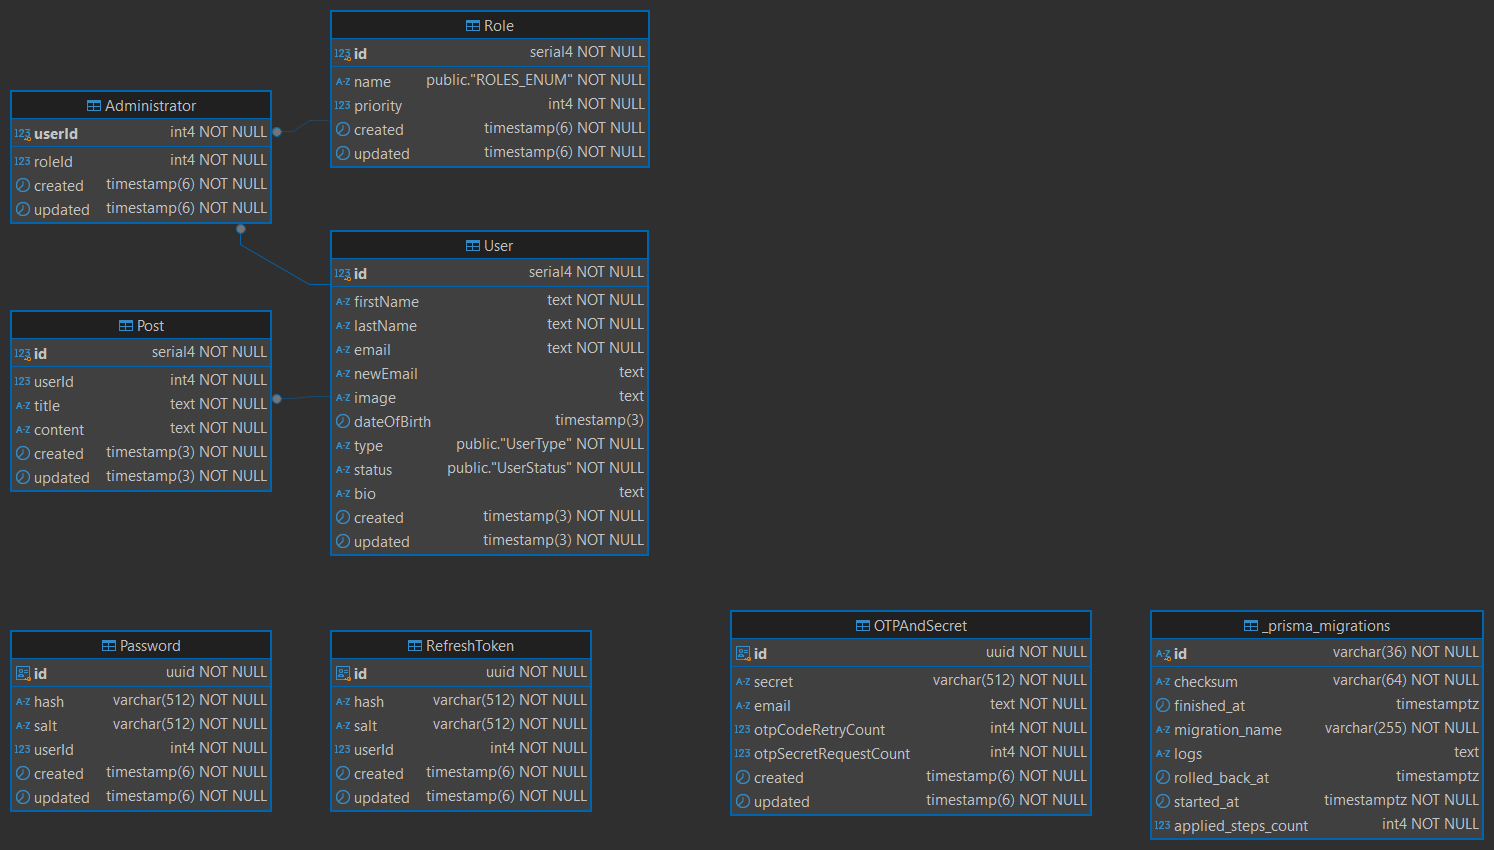 Role
id serial4 NOT NULL
name public."ROLES_ENUM" NOT NULL
priority int4 NOT NULL
created timestamp(6) NOT NULL
updated timestamp(6) NOT NULL
Administrator
userId int4 NOT NULL
roleId int4 NOT NULL
created timestamp(6) NOT NULL
updated timestamp(6) NOT NULL
User
id serial4 NOT NULL
firstName text NOT NULL
lastName text NOT NULL
email text NOT NULL
newEmail text
image text
dateOfBirth timestamp(3)
type public."UserType" NOT NULL
status public."UserStatus" NOT NULL
bio text
created timestamp(3) NOT NULL
updated timestamp(3) NOT NULL
Post
id serial4 NOT NULL
userId int4 NOT NULL
title text NOT NULL
content text NOT NULL
created timestamp(3) NOT NULL
updated timestamp(3) NOT NULL
Password
id uuid NOT NULL
hash varchar(512) NOT NULL
salt varchar(512) NOT NULL
userId int4 NOT NULL
created timestamp(6) NOT NULL
updated timestamp(6) NOT NULL
RefreshToken
id uuid NOT NULL
hash varchar(512) NOT NULL
salt varchar(512) NOT NULL
userId int4 NOT NULL
created timestamp(6) NOT NULL
updated timestamp(6) NOT NULL
OTPAndSecret
id uuid NOT NULL
secret varchar(512) NOT NULL
email text NOT NULL
otpCodeRetryCount int4 NOT NULL
otpSecretRequestCount int4 NOT NULL
created timestamp(6) NOT NULL
updated timestamp(6) NOT NULL
_prisma_migrations
id varchar(36) NOT NULL
checksum varchar(64) NOT NULL
finished_at timestamptz
migration_name varchar(255) NOT NULL
logs text
rolled_back_at timestamptz
started_at timestamptz NOT NULL
applied_steps_count int4 NOT NULL